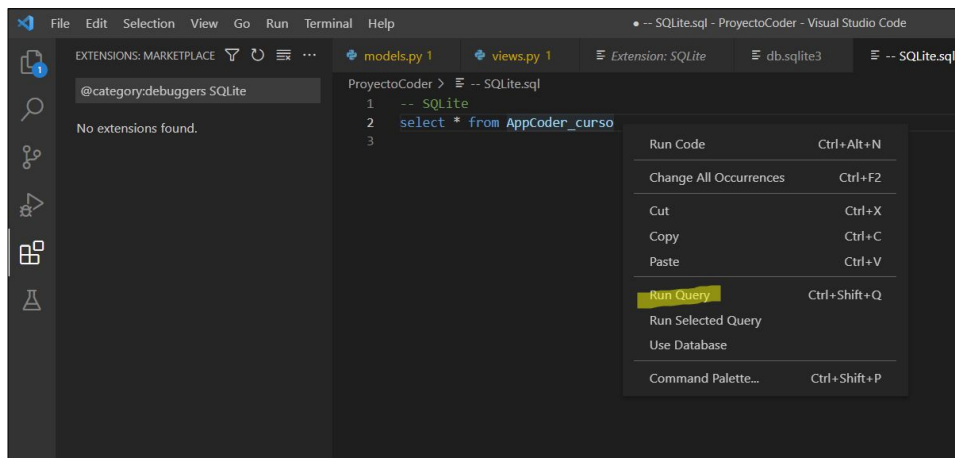 File Edit Selection View Go Run Terminal Help
● -- SQLite.sql - ProyectoCoder - Visual Studio Code
EXTENSIONS: MARKETPLACE
models.py 1
views.py 1
Extension: SQLite
db.sqlite3
-- SQLite.sql
1
@category:debuggers SQLite
No extensions found.
ProyectoCoder > -- SQLite.sql
1 -- SQLite
2 select * from AppCoder_curso
3
Run Code Ctrl+Alt+N
Change All Occurrences Ctrl+F2
Cut Ctrl+X
Copy Ctrl+C
Paste Ctrl+V
Run Query Ctrl+Shift+Q
Run Selected Query
Use Database
Command Palette... Ctrl+Shift+P